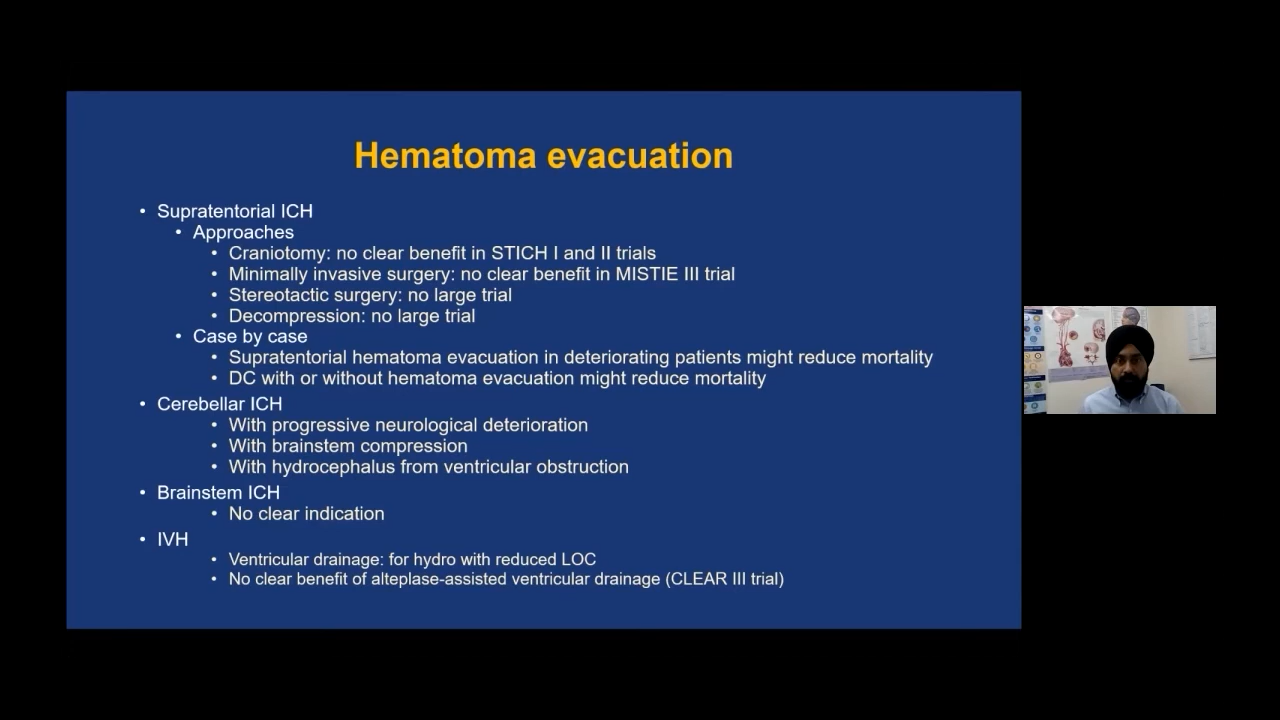 Hematoma evacuation
• Supratentorial ICH
• Approaches
• Craniotomy: no clear benefit in STICH I and II trials
• Minimally invasive surgery: no clear benefit in MISTIE III trial
• Stereotactic surgery: no large trial
• Decompression: no large trial
• Case by case
• Supratentorial hematoma evacuation in deteriorating patients might reduce mortality
• DC with or without hematoma evacuation might reduce mortality
• Cerebellar ICH
• With progressive neurological deterioration
• With brainstem compression
• With hydrocephalus from ventricular obstruction
• Brainstem ICH
• No clear indication
• IVH
• Ventricular drainage: for hydro with reduced LOC
• No clear benefit of alteplase-assisted ventricular drainage (CLEAR III trial)